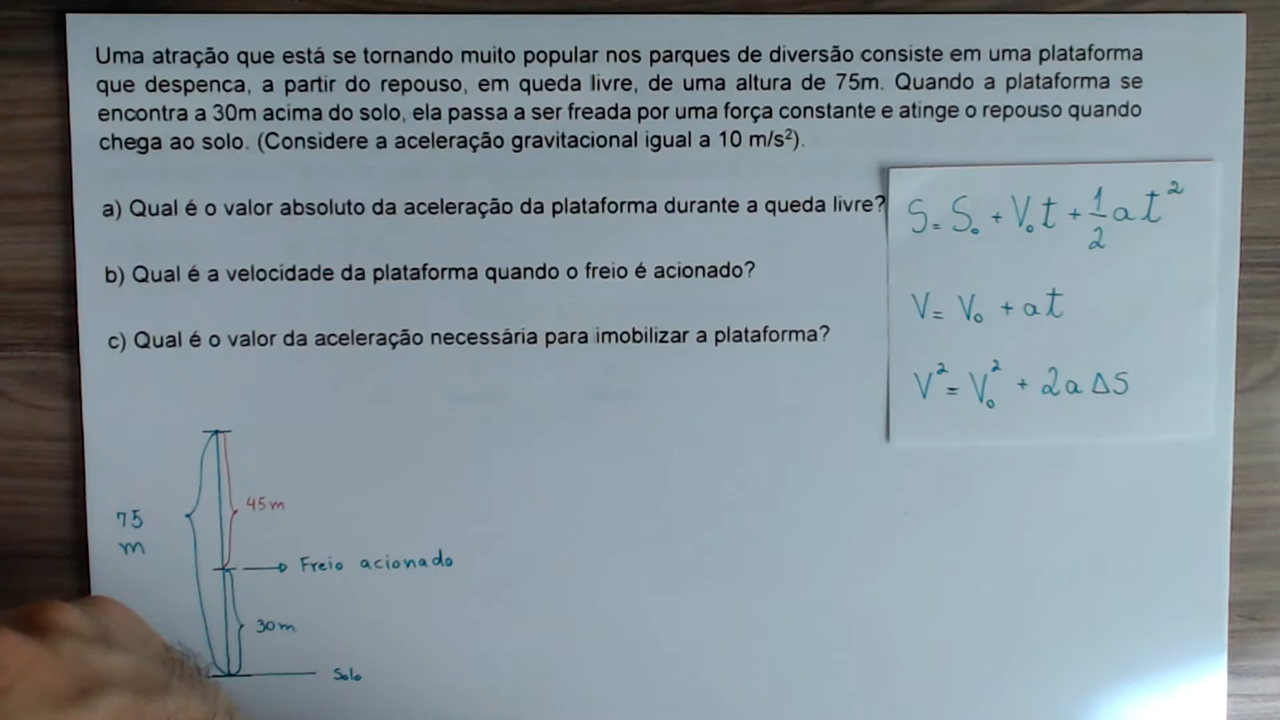 Uma atração que está se tornando muito popular nos parques de diversão consiste em uma plataforma
que despenca, a partir do repouso, em queda livre, de uma altura de 75m. Quando a plataforma se
encontra a 30m acima do solo, ela passa a ser freada por uma força constante e atinge o repouso quando
chega ao solo. (Considere a aceleração gravitacional igual a 10 m/s²).
a) Qual é o valor absoluto da aceleração da plataforma durante a queda livre?
b) Qual é a velocidade da plataforma quando o freio é acionado?
c) Qual é o valor da aceleração necessária para imobilizar a plataforma?
S = S₀ + V₀t + 1/2 at²
V = V₀ + at
V² = V₀² + 2a ΔS
45m
75
m
Freio acionado
30m
Solo